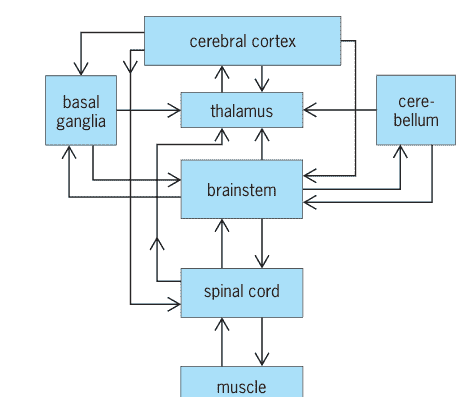 cerebral cortex
basal
ganglia
thalamus
cere-
bellum
brainstem
spinal cord
muscle